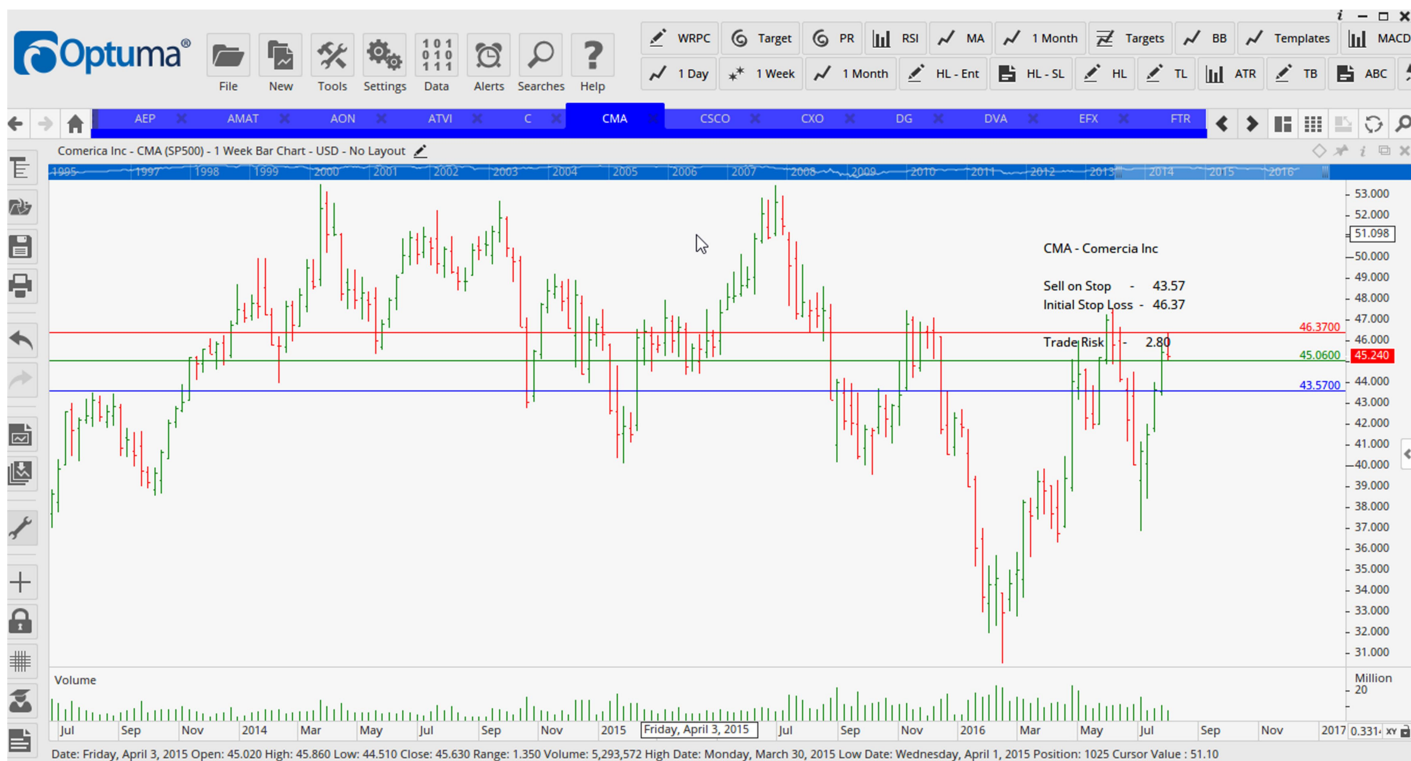 i
Optuma®
File New Tools Settings Data Alerts Searches Help
WRPC Target PR RSI MA 1 Month Targets BB Templates MACD
1 Day 1 Week 1 Month HL - Ent HL - SL HL TL ATR TB ABC
AEP AMAT AON ATVI C CMA CSCO CXO DG DVA EFX FTR
Comerica Inc - CMA (SP500) - 1 Week Bar Chart - USD - No Layout
1995 1997 1998 1999 2000 2001 2002 2003 2004 2005 2006 2007 2008 2009 2010 2011 2012 2013 2014 2015 2016
53.000
52.000
51.098
50.000
49.000
48.000
47.000
46.000
45.240
44.000
43.000
42.000
41.000
40.000
39.000
38.000
37.000
36.000
35.000
34.000
33.000
32.000
31.000
CMA - Comercia Inc
Sell on Stop - 43.57
Initial Stop Loss - 46.37
Trade Risk - 2.80
46.3700
45.0600
43.5700
Volume
Million
20
Jul Sep Nov 2014 Mar May Jul Sep Nov 2015 Friday, April 3, 2015 Jul Sep Nov 2016 Mar May Jul Sep Nov 2017 0.331 XY
Date: Friday, April 3, 2015 Open: 45.020 High: 45.860 Low: 44.510 Close: 45.630 Range: 1.350 Volume: 5,293,572 High Date: Monday, March 30, 2015 Low Date: Wednesday, April 1, 2015 Position: 1025 Cursor Value : 51.10